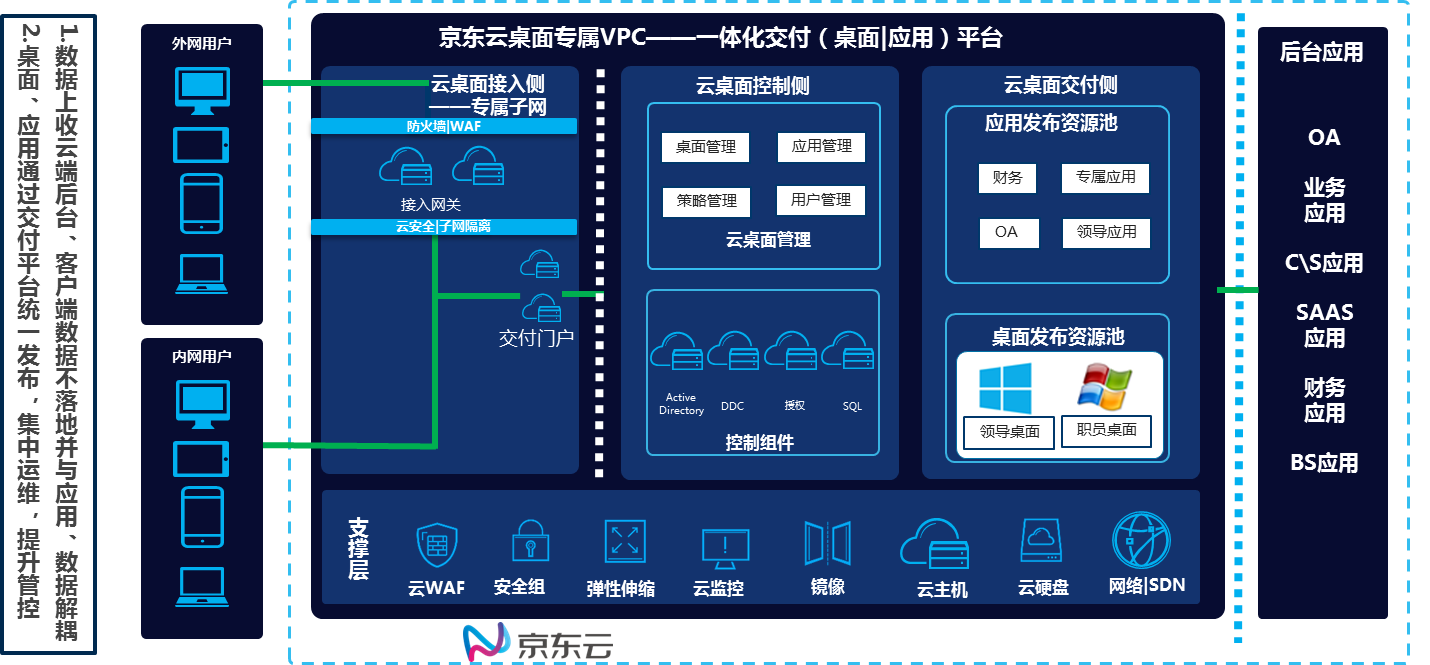 1.数据上收云端后台、客户端数据不落地并与应用、数据解耦
2.桌面、应用通过交付平台统一发布，集中运维，提升管控
外网用户
内网用户
京东云桌面专属VPC——一体化交付（桌面|应用）平台
云桌面接入侧
——专属子网
防火墙|WAF
接入网关
云安全|子网隔离
交付门户
云桌面控制侧
桌面管理
应用管理
策略管理
用户管理
云桌面管理
Active
Directory
DDC
授权
SQL
控制组件
云桌面交付侧
应用发布资源池
财务
专属应用
OA
领导应用
桌面发布资源池
领导桌面
职员桌面
支撑层
云WAF
安全组
弹性伸缩
云监控
镜像
云主机
云硬盘
网络|SDN
后台应用
OA
业务
应用
C\S应用
SAAS
应用
财务
应用
BS应用
京东云